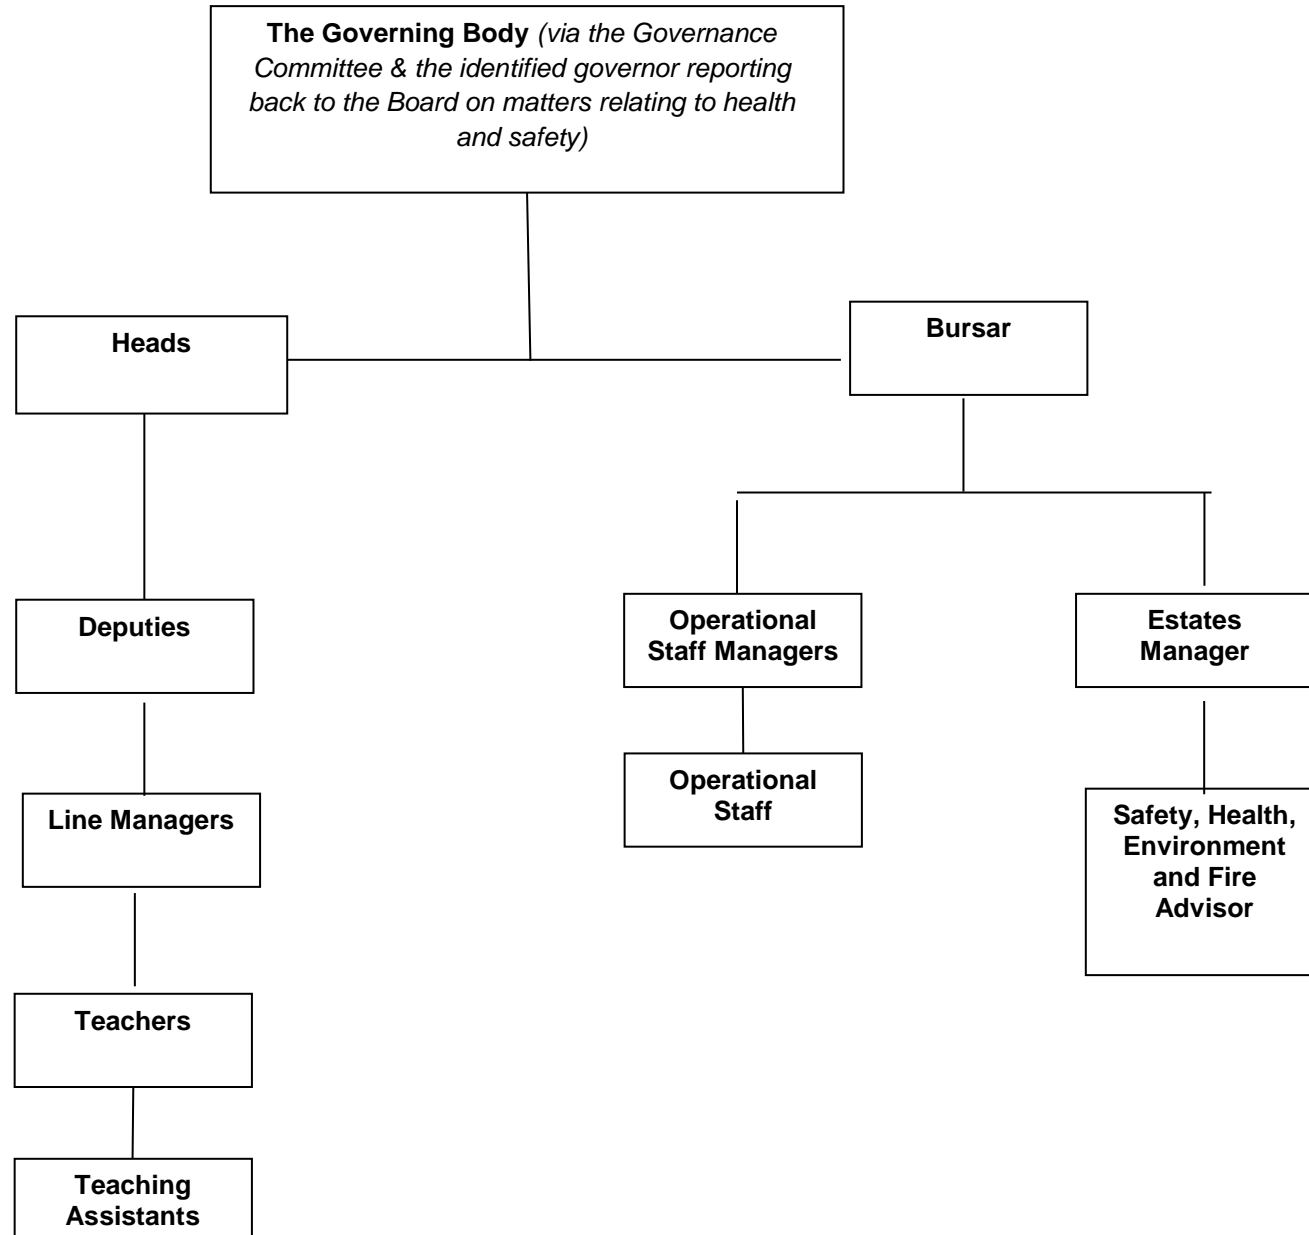 The Governing Body (via the Governance
Committee & the identified governor reporting
back to the Board on matters relating to health
and safety)
Heads
Bursar
Deputies
Operational
Staff Managers
Estates
Manager
Line Managers
Operational
Staff
Safety, Health,
Environment
and Fire
Advisor
Teachers
Teaching
Assistants